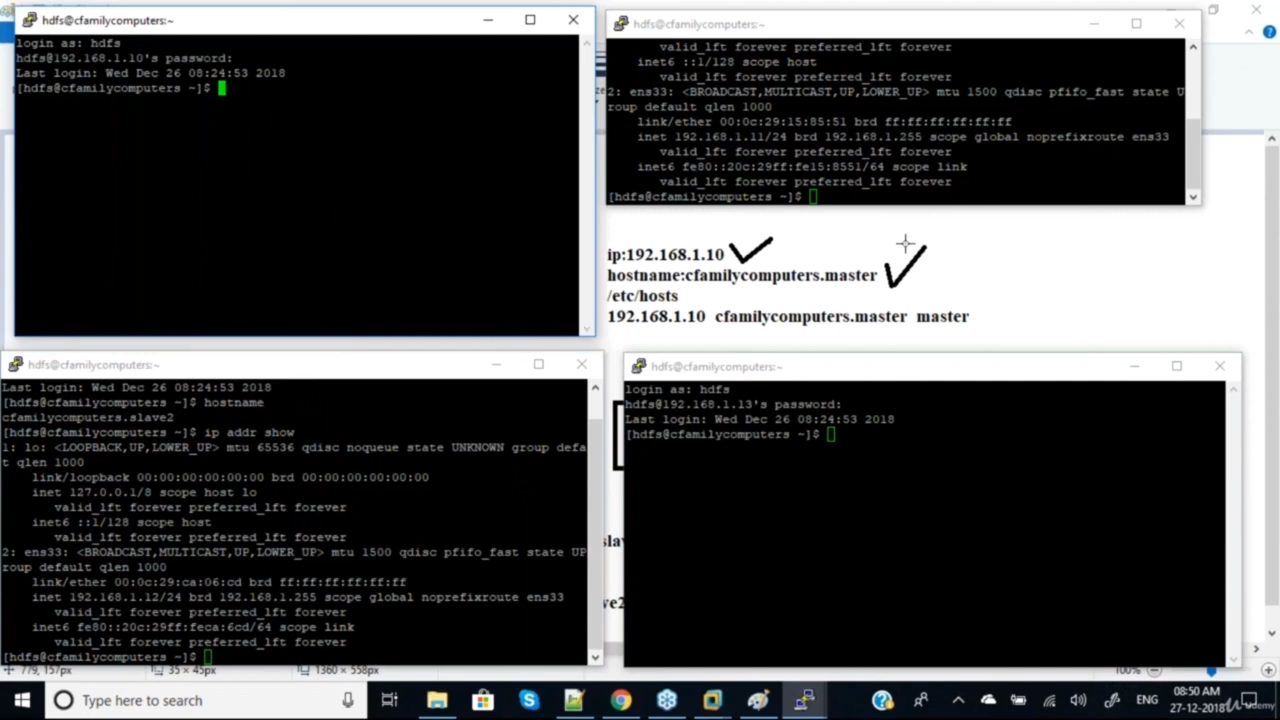 hdfs@cfamilycomputers:~
login as: hdfs
hdfs@192.168.1.10's password:
Last login: Wed Dec 26 08:24:53 2018
[hdfs@cfamilycomputers ~]$
hdfs@cfamilycomputers:~
valid_lft forever preferred_lft forever
inet6 ::1/128 scope host
valid_lft forever preferred_lft forever
2: ens33: <BROADCAST,MULTICAST,UP,LOWER_UP> mtu 1500 qdisc pfifo_fast state U
roup default qlen 1000
link/ether 00:0c:29:15:85:51 brd ff:ff:ff:ff:ff:ff
inet 192.168.1.11/24 brd 192.168.1.255 scope global noprefixroute ens33
valid_lft forever preferred_lft forever
inet6 fe80::20c:29ff:fe15:8551/64 scope link
valid_lft forever preferred_lft forever
[hdfs@cfamilycomputers ~]$
ip:192.168.1.10
hostname:cfamilycomputers.master
/etc/hosts
192.168.1.10 cfamilycomputers.master master
hdfs@cfamilycomputers:~
Last login: Wed Dec 26 08:24:53 2018
[hdfs@cfamilycomputers ~]$ hostname
cfamilycomputers.slave2
[hdfs@cfamilycomputers ~]$ ip addr show
1: lo: <LOOPBACK,UP,LOWER_UP> mtu 65536 qdisc noqueue state UNKNOWN group defa
t qlen 1000
link/loopback 00:00:00:00:00:00 brd 00:00:00:00:00:00
inet 127.0.0.1/8 scope host lo
valid_lft forever preferred_lft forever
inet6 ::1/128 scope host
valid_lft forever preferred_lft forever
2: ens33: <BROADCAST,MULTICAST,UP,LOWER_UP> mtu 1500 qdisc pfifo_fast state UP
roup default qlen 1000
link/ether 00:0c:29:ca:06:cd brd ff:ff:ff:ff:ff:ff
inet 192.168.1.12/24 brd 192.168.1.255 scope global noprefixroute ens33
valid_lft forever preferred_lft forever
inet6 fe80::20c:29ff:feca:6cd/64 scope link
valid_lft forever preferred_lft forever
[hdfs@cfamilycomputers ~]$
hdfs@cfamilycomputers:~
login as: hdfs
hdfs@192.168.1.13's password:
Last login: Wed Dec 26 08:24:53 2018
[hdfs@cfamilycomputers ~]$
slav
ve2
779, 157px
35 × 45px
1360 × 558px
100%
Type here to search
ENG
08:50 AM
27-12-2018
Udemy